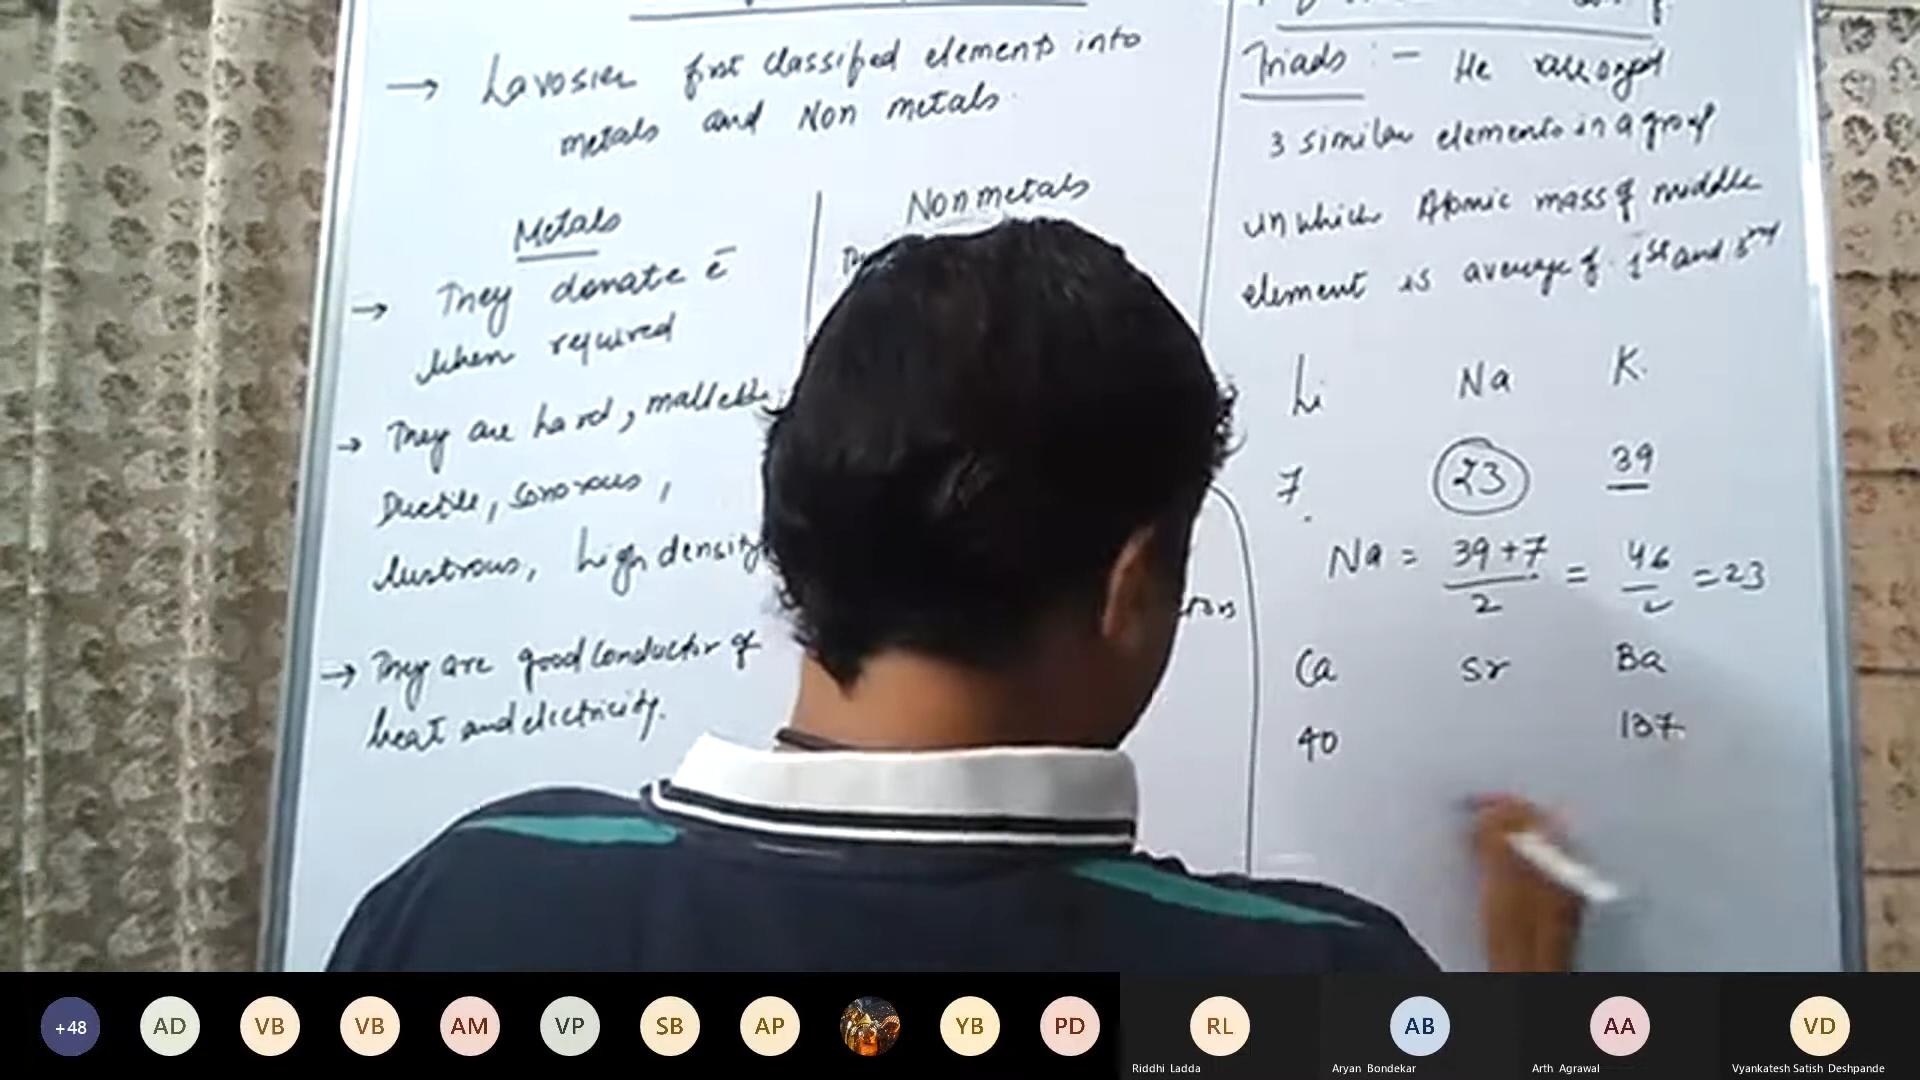 → Lavosier first classified elements into
metals and Non metals
Metals
→ They donate ē
when required
→ They are hard, malleable,
Ductile, sonorous,
lustrous, high density
→ They are good conductor of
heat and electricity.
Non metals
Triads :- He
3 similar elements in a group
in which Atomic mass of middle
element is average of 1st and 3rd
Li Na K
7 23 39
Na = 39+7/2 = 46/2 = 23
Ca Sr Ba
40 137
+48 AD VB VB AM VP SB AP YB PD RL AB AA VD
Riddhi Ladda Aryan Bondekar Arth Agrawal Vyankatesh Satish Deshpande